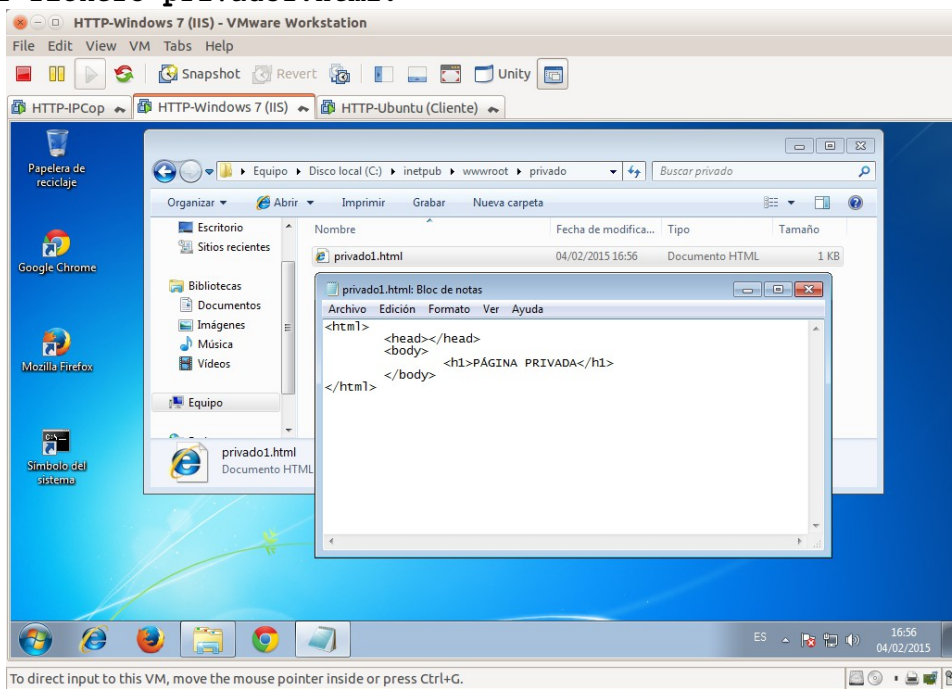 HTTP-Windows 7 (IIS) - VMware Workstation
File Edit View VM Tabs Help
Snapshot Revert Unity
HTTP-IPCop HTTP-Windows 7 (IIS) HTTP-Ubuntu (Cliente)
Papelera de
reciclaje
Google Chrome
Mozilla Firefox
Símbolo del
sistema
Equipo Disco local (C:) inetpub wwwroot privado Buscar privado
Organizar Abrir Imprimir Grabar Nueva carpeta
Escritorio
Sitios recientes
Bibliotecas
Documentos
Imágenes
Música
Vídeos
Equipo
Nombre Fecha de modifica... Tipo Tamaño
privado1.html 04/02/2015 16:56 Documento HTML 1 KB
privado1.html: Bloc de notas
Archivo Edición Formato Ver Ayuda
<html>
<head></head>
<body>
<h1>PÁGINA PRIVADA</h1>
</body>
</html>
privado1.html
Documento HTML
ES 16:56
04/02/2015
To direct input to this VM, move the mouse pointer inside or press Ctrl+G.